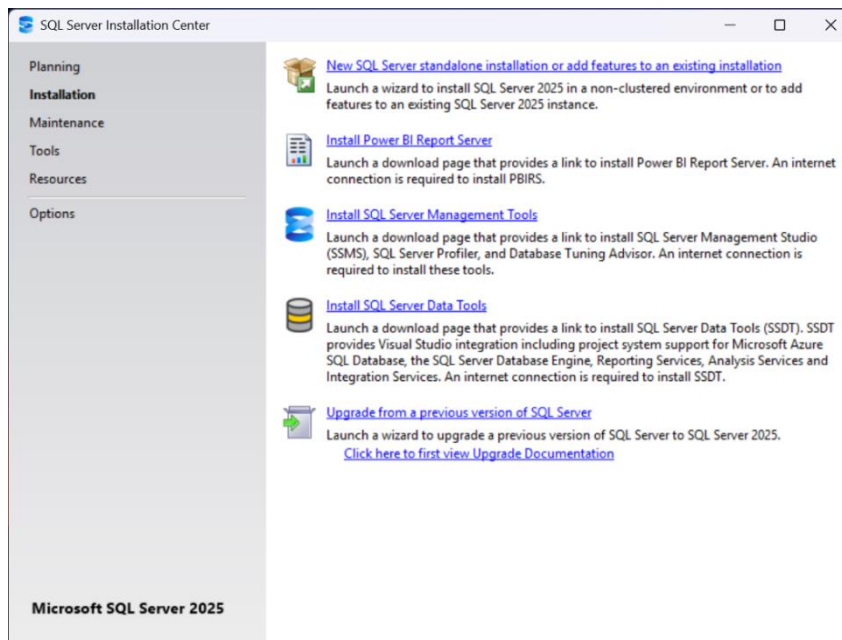 SQL Server Installation Center
Planning
Installation
Maintenance
Tools
Resources
Options
Microsoft SQL Server 2025
New SQL Server standalone installation or add features to an existing installation
Launch a wizard to install SQL Server 2025 in a non-clustered environment or to add
features to an existing SQL Server 2025 instance.
Install Power BI Report Server
Launch a download page that provides a link to install Power BI Report Server. An internet
connection is required to install PBIRS.
Install SQL Server Management Tools
Launch a download page that provides a link to install SQL Server Management Studio
(SSMS), SQL Server Profiler, and Database Tuning Advisor. An internet connection is
required to install these tools.
Install SQL Server Data Tools
Launch a download page that provides a link to install SQL Server Data Tools (SSDT). SSDT
provides Visual Studio integration including project system support for Microsoft Azure
SQL Database, the SQL Server Database Engine, Reporting Services, Analysis Services and
Integration Services. An internet connection is required to install SSDT.
Upgrade from a previous version of SQL Server
Launch a wizard to upgrade a previous version of SQL Server to SQL Server 2025.
Click here to first view Upgrade Documentation